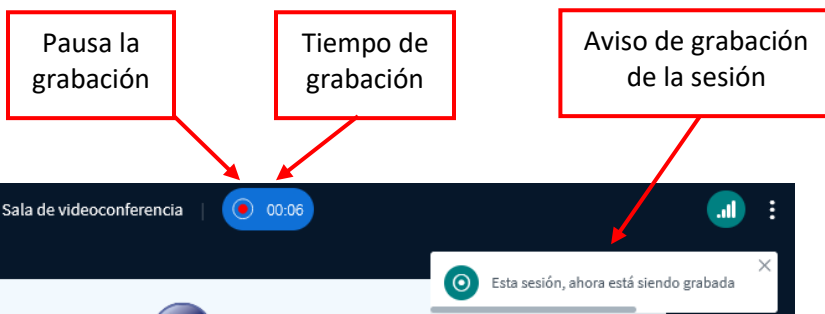 Pausa la
grabación
Tiempo de
grabación
Aviso de grabación
de la sesión
Sala de videoconferencia
00:06
Esta sesión, ahora está siendo grabada